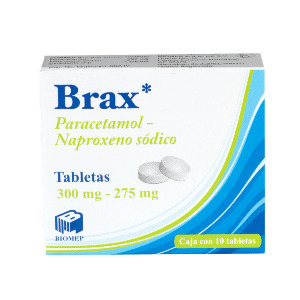 Brax*
Paracetamol -
Naproxeno sódico
Tabletas
300 mg - 275 mg
BIOMEP
Caja con 10 tabletas